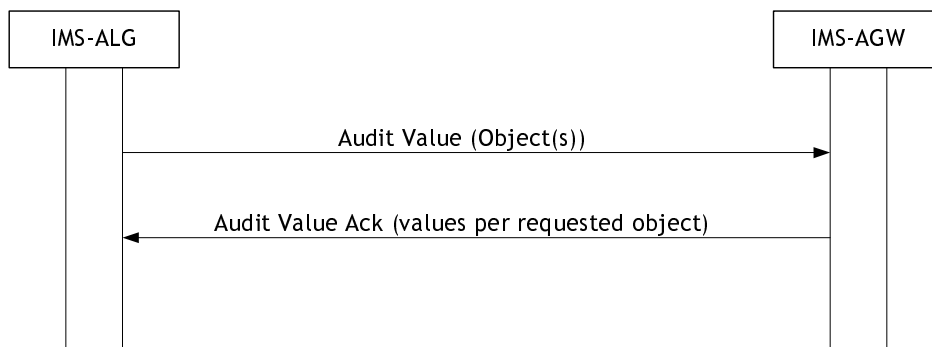 IMS-ALG
IMS-AGW
Audit Value (Object(s))
Audit Value Ack (values per requested object)